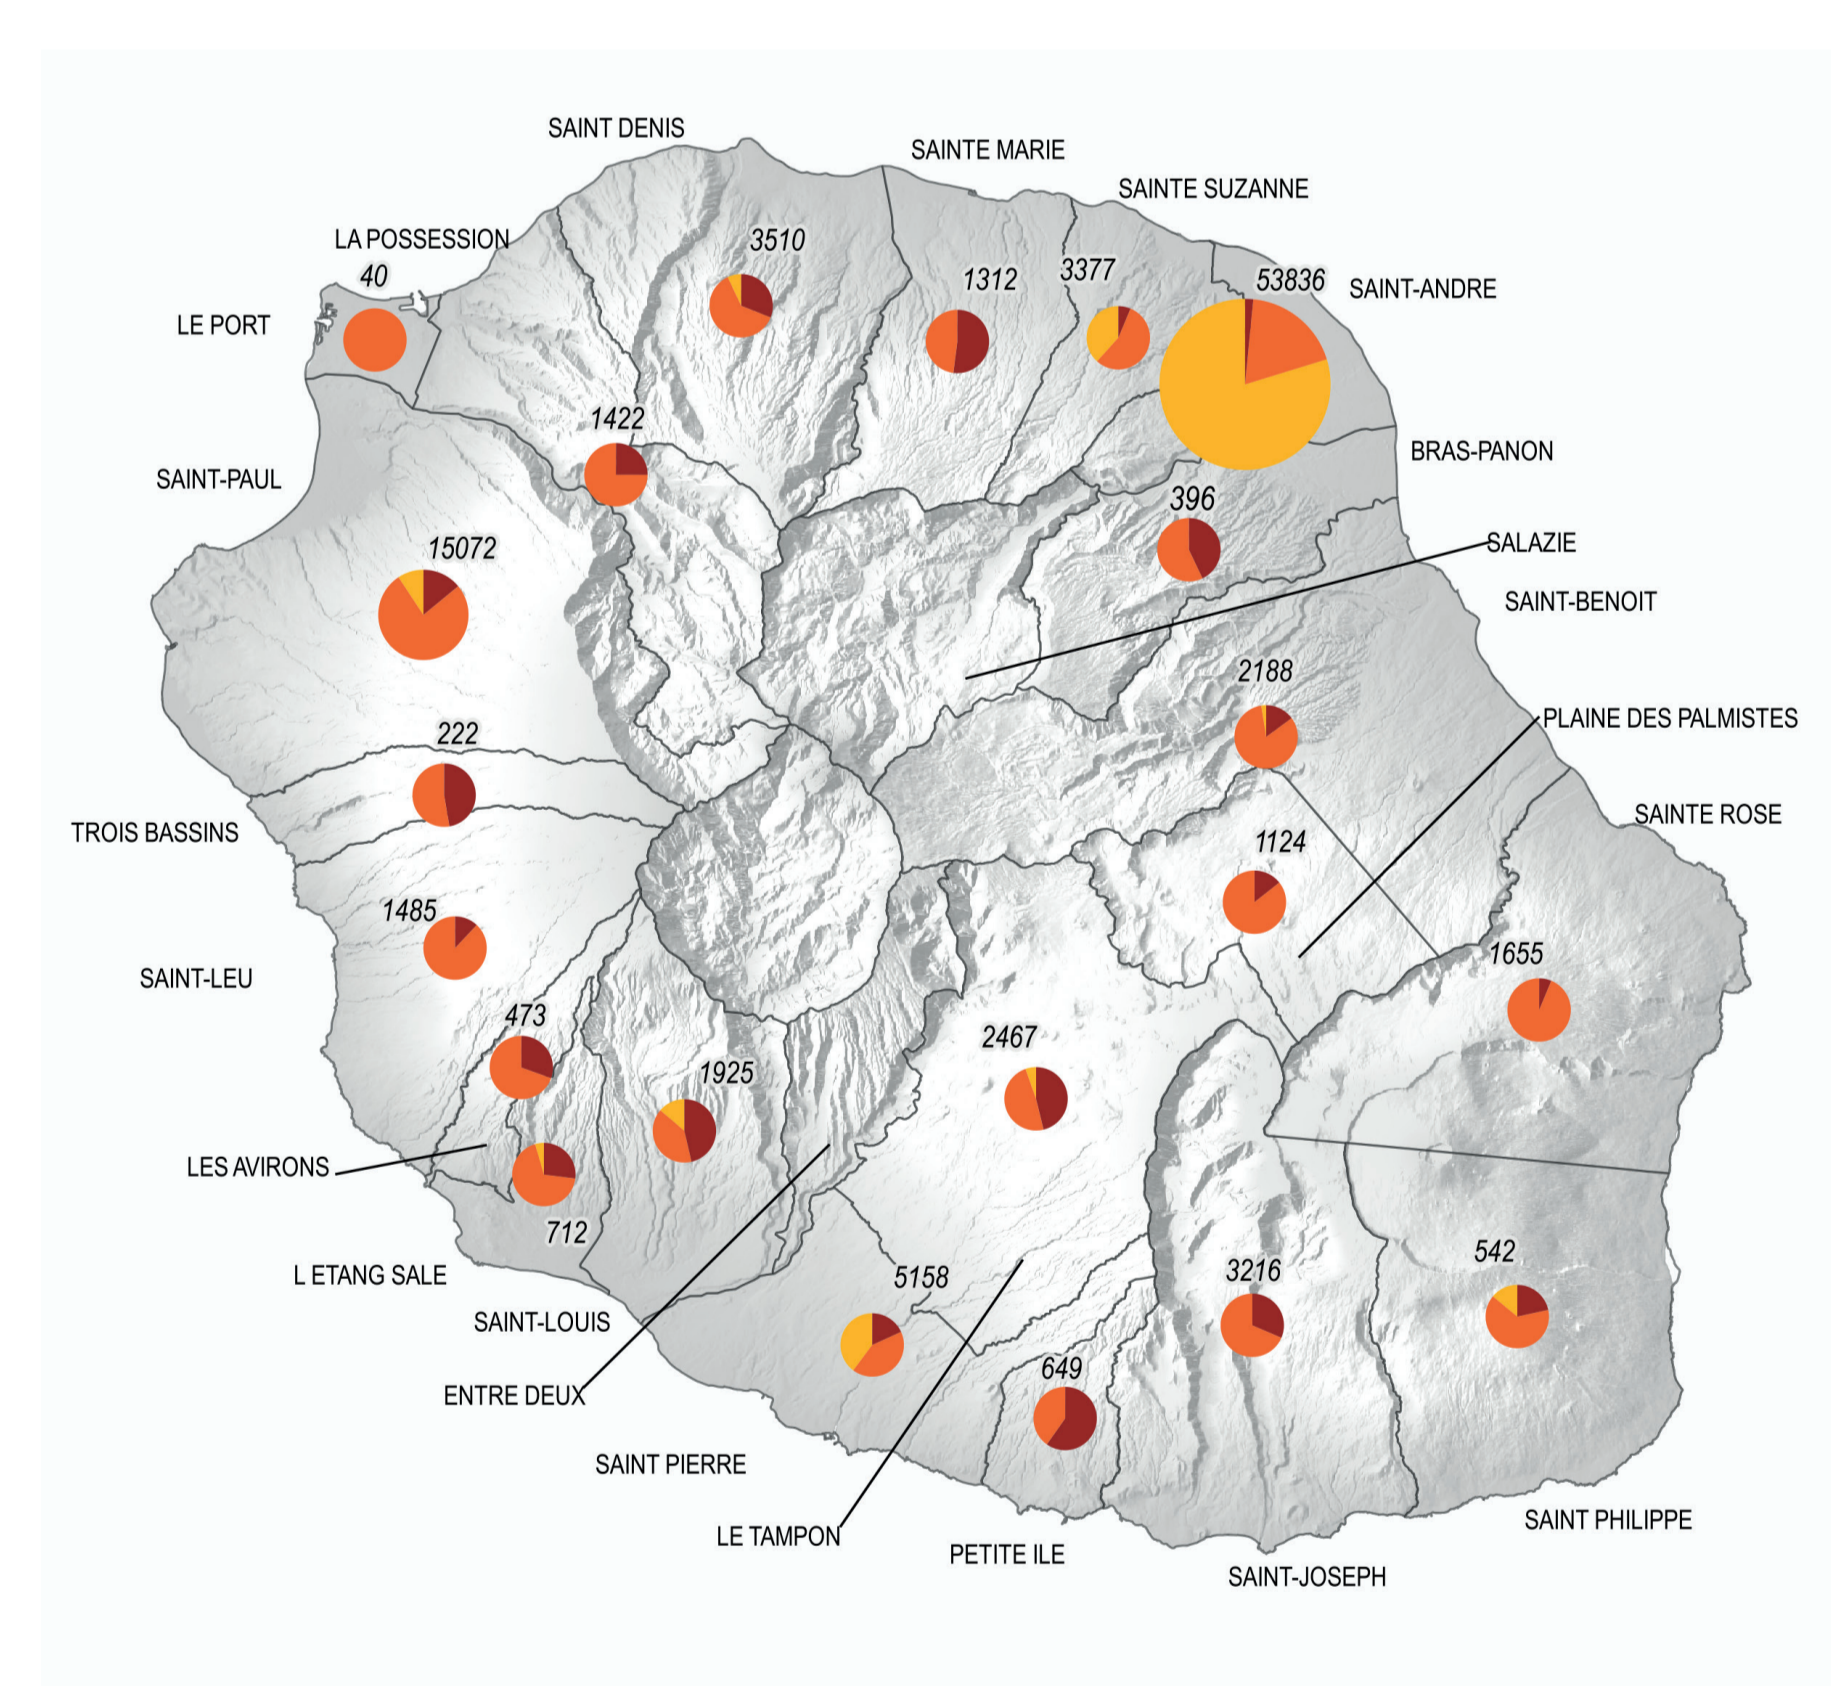 SAINT DENIS
SAINTE MARIE
SAINTE SUZANNE
LA POSSESSION
3510
40
1312
3377
53836
SAINT-ANDRE
LE PORT
1422
BRAS-PANON
SAINT-PAUL
396
15072
SALAZIE
SAINT-BENOIT
2188
222
PLAINE DES PALMISTES
TROIS BASSINS
1124
SAINTE ROSE
1485
1655
SAINT-LEU
473
2467
1925
LES AVIRONS
712
542
L ETANG SALE
5158
3216
SAINT-LOUIS
649
ENTRE DEUX
SAINT PIERRE
LE TAMPON
PETITE ILE
SAINT PHILIPPE
SAINT-JOSEPH